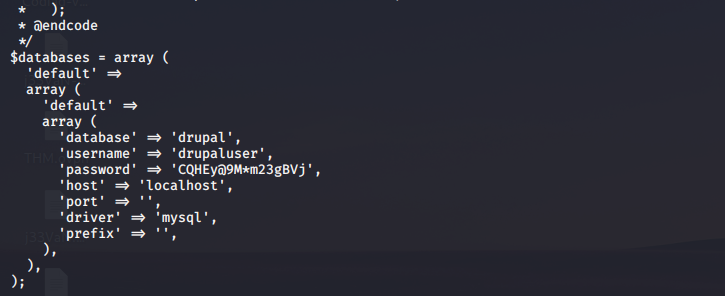 *   );
* @endcode
*/
$databases = array (
  'default' =>
  array (
    'default' =>
    array (
      'database' => 'drupal',
      'username' => 'drupaluser',
      'password' => 'CQHEy@9M*m23gBVj',
      'host' => 'localhost',
      'port' => '',
      'driver' => 'mysql',
      'prefix' => '',
    ),
  ),
);